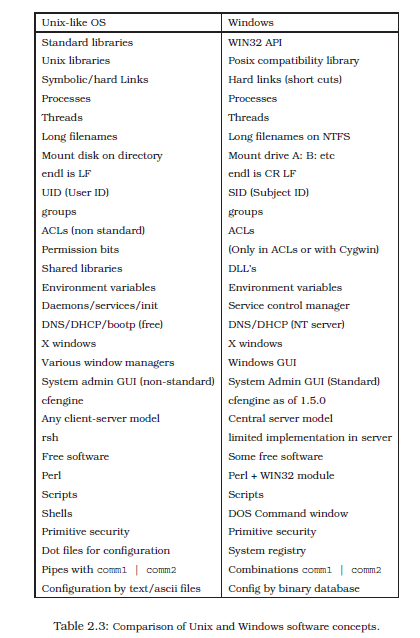 Unix-like OS Windows
Standard libraries WIN32 API
Unix libraries Posix compatibility library
Symbolic/hard Links Hard links (short cuts)
Processes Processes
Threads Threads
Long filenames Long filenames on NTFS
Mount disk on directory Mount drive A: B: etc
endl is LF endl is CR LF
UID (User ID) SID (Subject ID)
groups groups
ACLs (non standard) ACLs
Permission bits (Only in ACLs or with Cygwin)
Shared libraries DLL's
Environment variables Environment variables
Daemons/services/init Service control manager
DNS/DHCP/bootp (free) DNS/DHCP (NT server)
X windows X windows
Various window managers Windows GUI
System admin GUI (non-standard) System Admin GUI (Standard)
cfengine cfengine as of 1.5.0
Any client-server model Central server model
rsh limited implementation in server
Free software Some free software
Perl Perl + WIN32 module
Scripts Scripts
Shells DOS Command window
Primitive security Primitive security
Dot files for configuration System registry
Pipes with comm1 | comm2 Combinations comm1 | comm2
Configuration by text/ascii files Config by binary database
Table 2.3: Comparison of Unix and Windows software concepts.